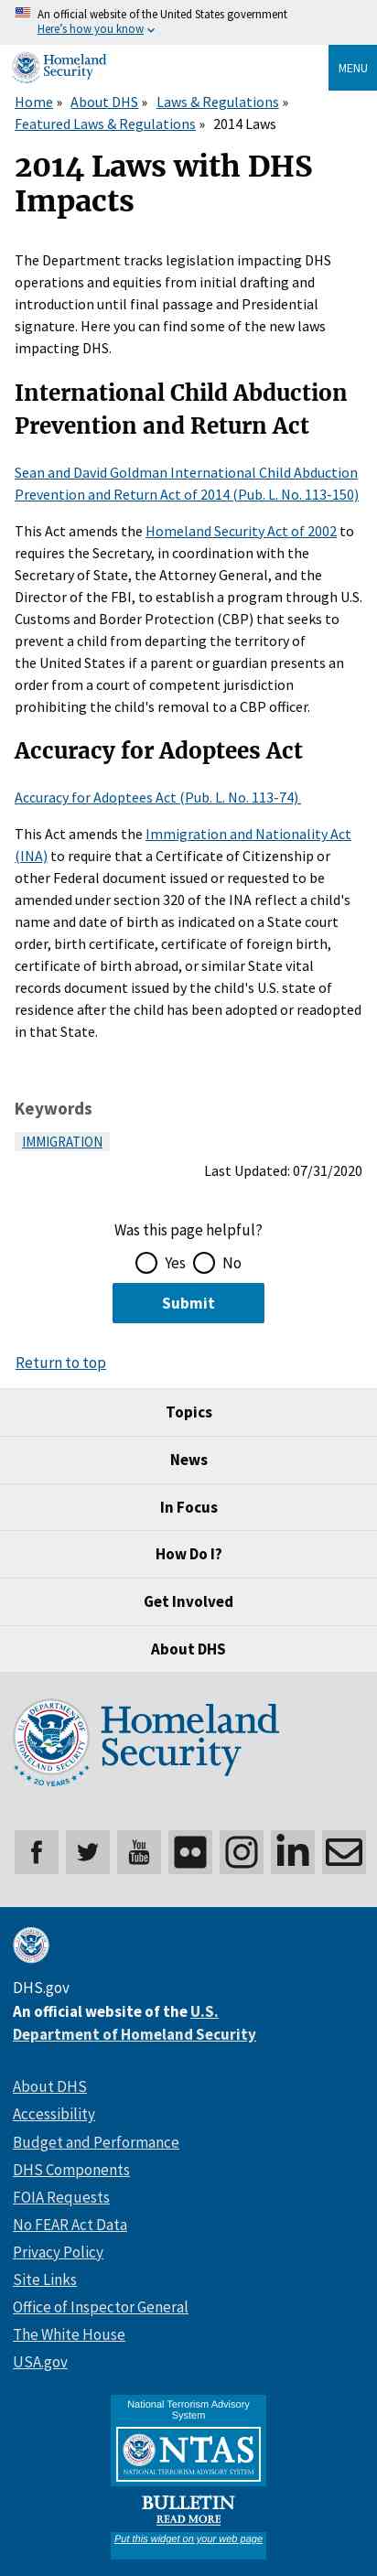 An official website of the United States government
Here’s how you know
Homeland
Security
MENU
Home » About DHS » Laws & Regulations »
Featured Laws & Regulations » 2014 Laws
2014 Laws with DHS
Impacts
The Department tracks legislation impacting DHS
operations and equities from initial drafting and
introduction until final passage and Presidential
signature. Here you can find some of the new laws
impacting DHS.
International Child Abduction
Prevention and Return Act
Sean and David Goldman International Child Abduction
Prevention and Return Act of 2014 (Pub. L. No. 113-150)
This Act amends the Homeland Security Act of 2002 to
requires the Secretary, in coordination with the
Secretary of State, the Attorney General, and the
Director of the FBI, to establish a program through U.S.
Customs and Border Protection (CBP) that seeks to
prevent a child from departing the territory of
the United States if a parent or guardian presents an
order from a court of competent jurisdiction
prohibiting the child's removal to a CBP officer.
Accuracy for Adoptees Act
Accuracy for Adoptees Act (Pub. L. No. 113-74)
This Act amends the Immigration and Nationality Act
(INA) to require that a Certificate of Citizenship or
other Federal document issued or requested to be
amended under section 320 of the INA reflect a child's
name and date of birth as indicated on a State court
order, birth certificate, certificate of foreign birth,
certificate of birth abroad, or similar State vital
records document issued by the child's U.S. state of
residence after the child has been adopted or readopted
in that State.
Keywords
IMMIGRATION
Last Updated: 07/31/2020
Was this page helpful?
Yes No
Submit
Return to top
Topics
News
In Focus
How Do I?
Get Involved
About DHS
U.S. DEPARTMENT OF HOMELAND SECURITY
20 YEARS
Homeland
Security
You
Tube
in
DHS.gov
An official website of the U.S.
Department of Homeland Security
About DHS
Accessibility
Budget and Performance
DHS Components
FOIA Requests
No FEAR Act Data
Privacy Policy
Site Links
Office of Inspector General
The White House
USA.gov
National Terrorism Advisory
System
NTAS
NATIONAL TERRORISM ADVISORY SYSTEM
BULLETIN
READ MORE
Put this widget on your web page